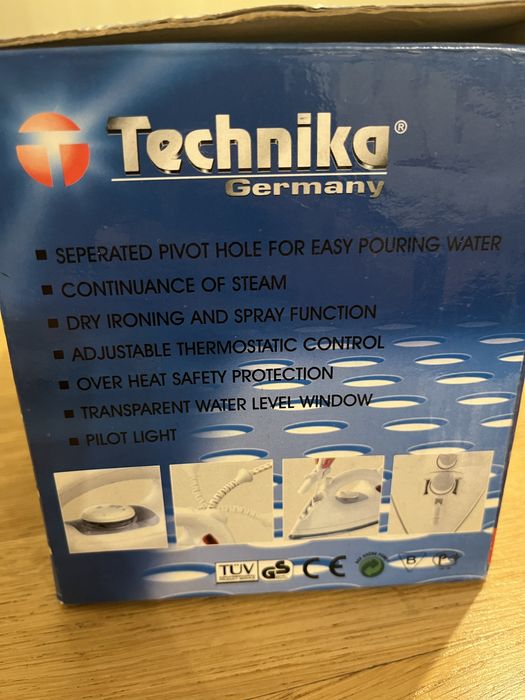 Technika®
Germany
SEPERATED PIVOT HOLE FOR EASY POURING WATER
CONTINUANCE OF STEAM
DRY IRONING AND SPRAY FUNCTION
ADJUSTABLE THERMOSTATIC CONTROL
OVER HEAT SAFETY PROTECTION
TRANSPARENT WATER LEVEL WINDOW
PILOT LIGHT
TÜV GS CE B